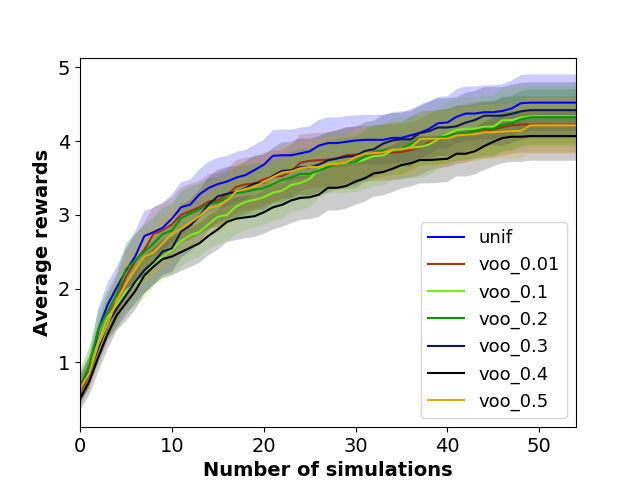 Average rewards
5
4
3
2
1
0 10 20 30 40 50
Number of simulations
unif
voo_0.01
voo_0.1
voo_0.2
voo_0.3
voo_0.4
voo_0.5